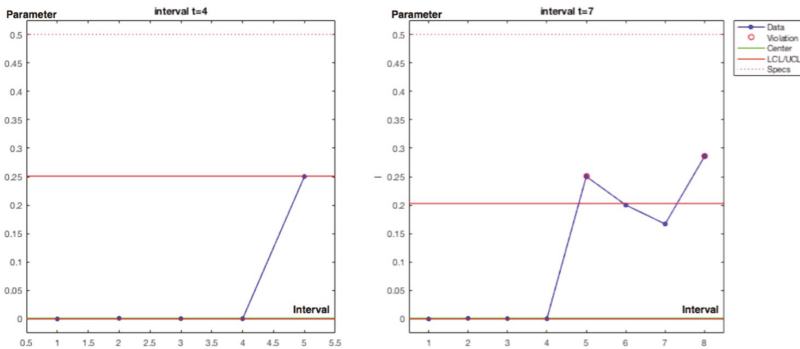 Parameter
interval t=4
0.5
0.45
0.4
0.35
0.3
0.25
0.2
0.15
0.1
0.05
0
Interval
0.5 1 1.5 2 2.5 3 3.5 4 4.5 5 5.5
Parameter
interval t=7
0.5
0.45
0.4
0.35
0.3
0.25
0.2
0.15
0.1
0.05
0
Interval
1 2 3 4 5 6 7 8
Data
Violation
Center
LCL/UCL
Specs